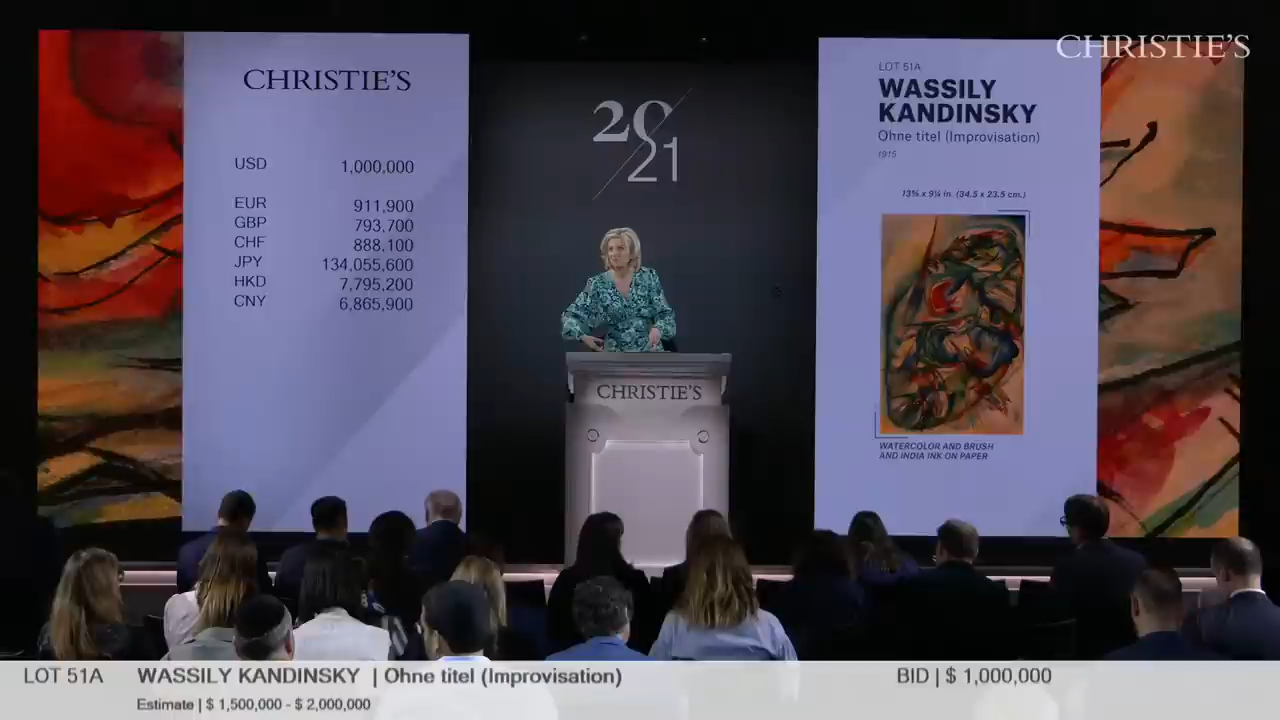 CHRISTIE'S
USD 1,000,000
EUR 911,900
GBP 793,700
CHF 888,100
JPY 134,055,600
HKD 7,795,200
CNY 6,865,900
20
21
CHRISTIE'S
CHRISTIE'S
LOT 51A
WASSILY
KANDINSKY
Ohne titel (Improvisation)
1915
13⅝ x 9¼ in. (34.5 x 23.5 cm.)
WATERCOLOR AND BRUSH
AND INDIA INK ON PAPER
LOT 51A WASSILY KANDINSKY | Ohne titel (Improvisation) BID | $ 1,000,000
Estimate | $ 1,500,000 - $ 2,000,000